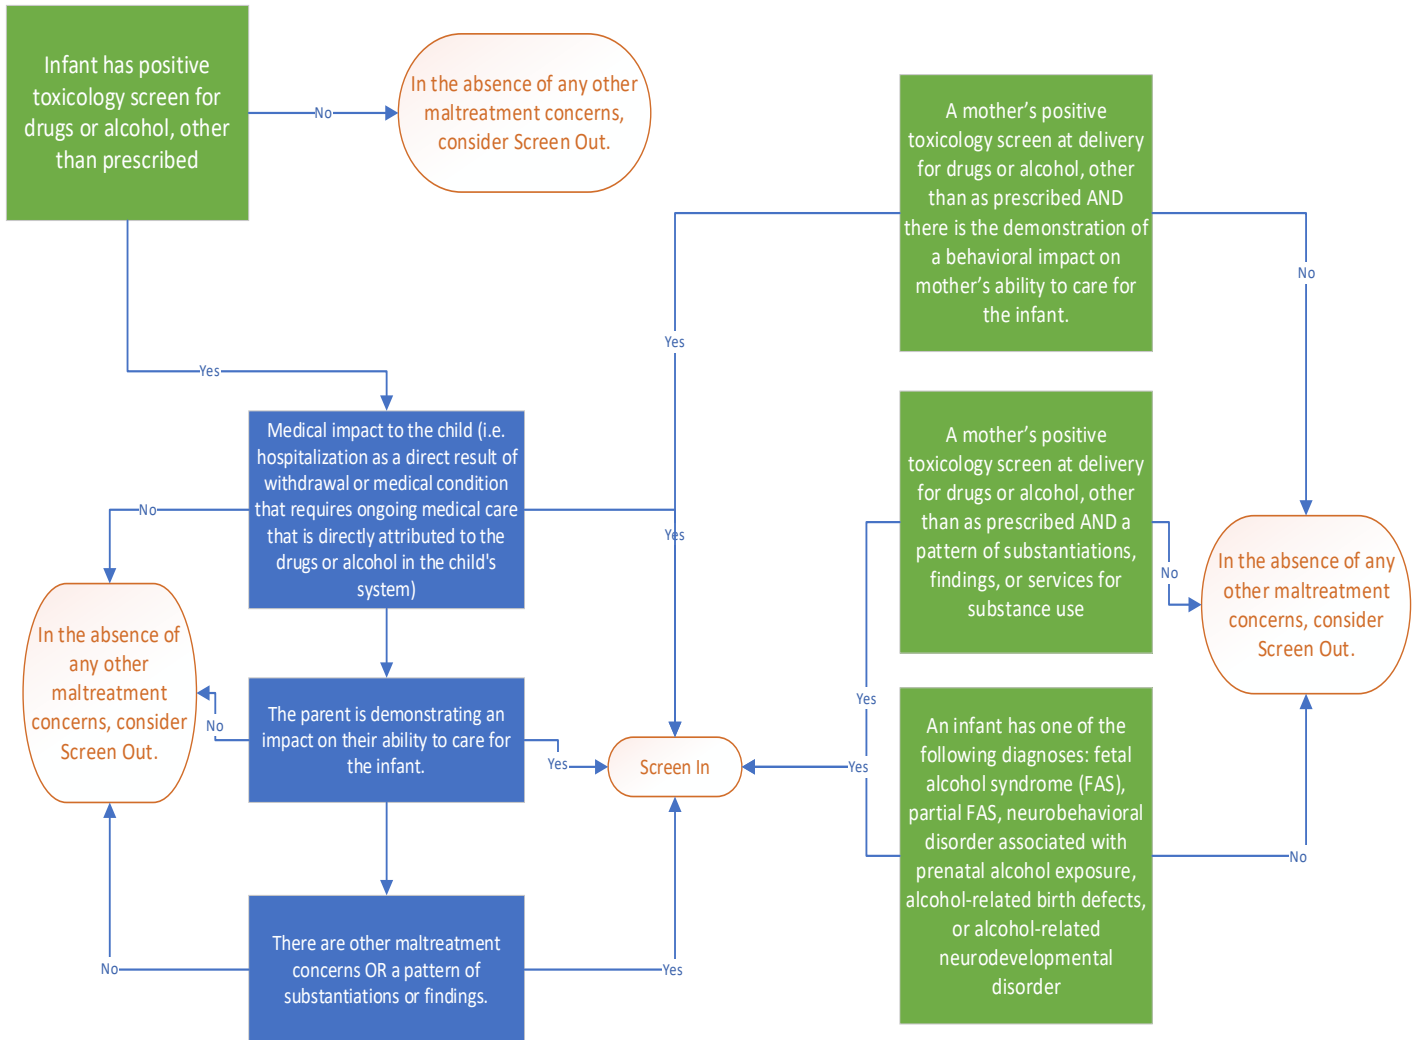 Infant has positive
toxicology screen for
drugs or alcohol, other
than prescribed
No
In the absence of any other
maltreatment concerns,
consider Screen Out.
Yes
Medical impact to the child (i.e.
hospitalization as a direct result of
withdrawal or medical condition
that requires ongoing medical care
that is directly attributed to the
drugs or alcohol in the child's
system)
No
Yes
In the absence of
any other
maltreatment
concerns, consider
Screen Out.
The parent is demonstrating an
impact on their ability to care for
the infant.
No
Yes
There are other maltreatment
concerns OR a pattern of
substantiations or findings.
No
Yes
Screen In
A mother’s positive
toxicology screen at delivery
for drugs or alcohol, other
than as prescribed AND
there is the demonstration of
a behavioral impact on
mother’s ability to care for
the infant.
Yes
No
A mother’s positive
toxicology screen at delivery
for drugs or alcohol, other
than as prescribed AND a
pattern of substantiations,
findings, or services for
substance use
Yes
No
An infant has one of the
following diagnoses: fetal
alcohol syndrome (FAS),
partial FAS, neurobehavioral
disorder associated with
prenatal alcohol exposure,
alcohol-related birth defects,
or alcohol-related
neurodevelopmental
disorder
Yes
No
In the absence of any
other maltreatment
concerns, consider
Screen Out.